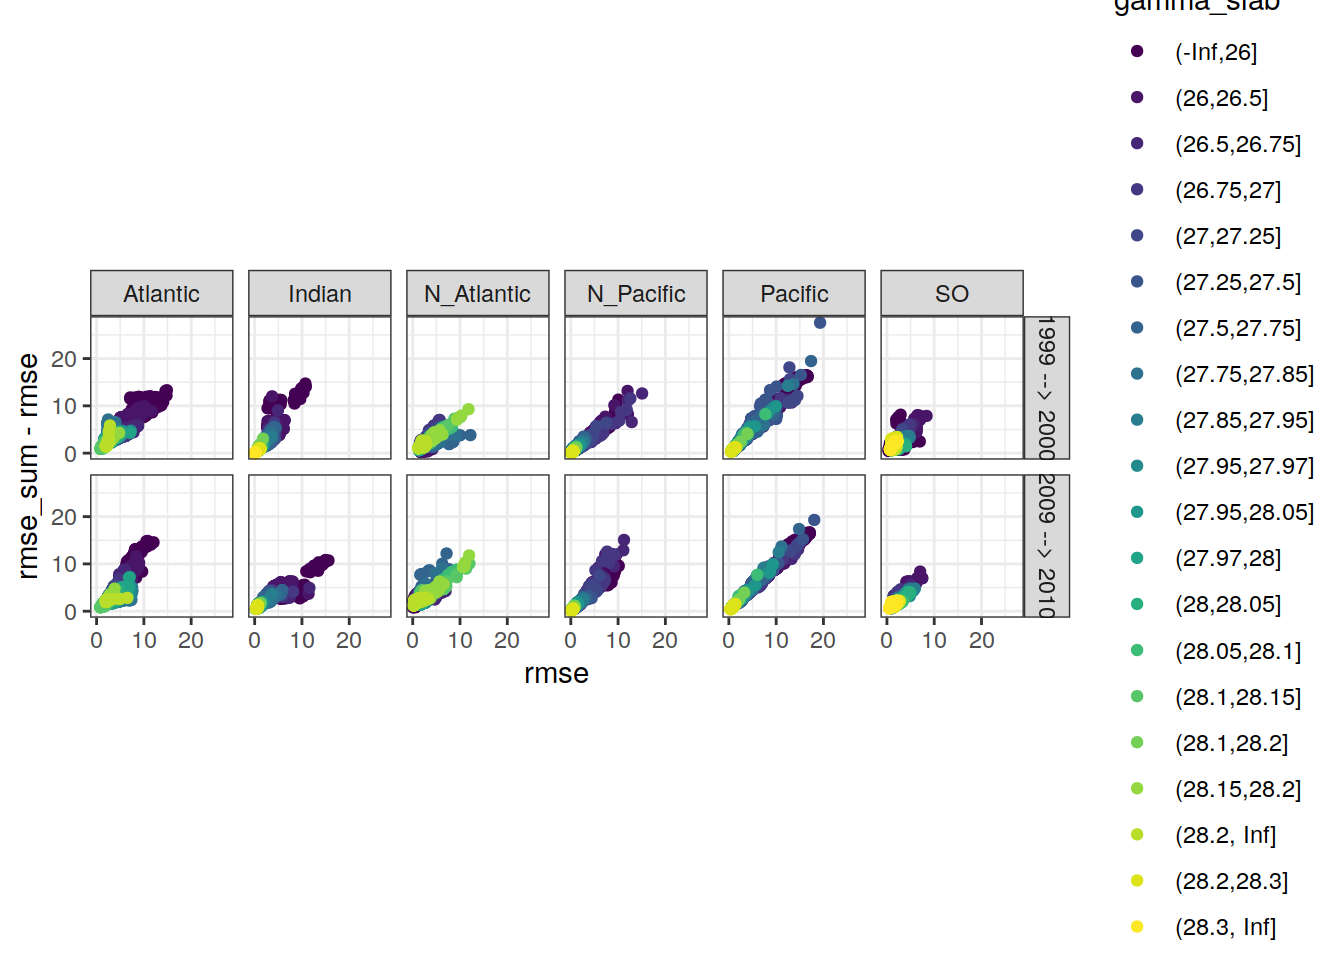 gamma_slab
(-Inf,26]
(26,26.5]
(26.5,26.75]
(26.75,27]
(27,27.25]
(27.25,27.5]
(27.5,27.75]
(27.75,27.85]
(27.85,27.95]
(27.95,27.97]
(27.95,28.05]
(27.97,28]
(28,28.05]
(28.05,28.1]
(28.1,28.15]
(28.1,28.2]
(28.15,28.2]
(28.2, Inf]
(28.2,28.3]
(28.3, Inf]
Atlantic Indian N_Atlantic N_Pacific Pacific SO
1999 --> 2000
2009 --> 2010
rmse_sum - rmse
20
10
0
20
10
0
0 10 20 0 10 20 0 10 20 0 10 20 0 10 20 0 10 20
rmse